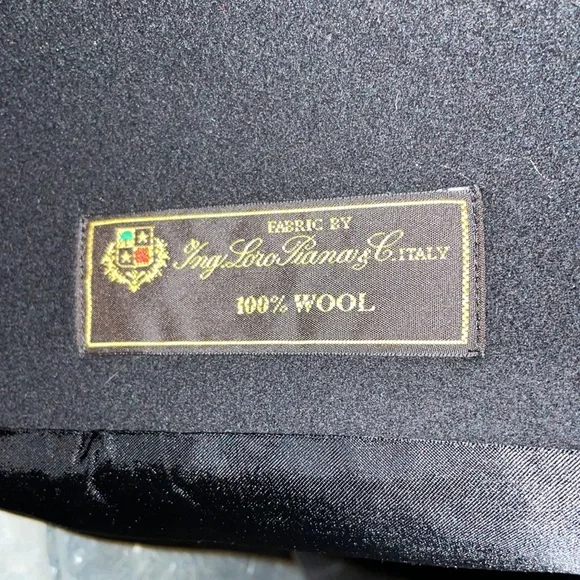 FABRIC BY
Ing. Loro Piana & C. ITALY
100% WOOL